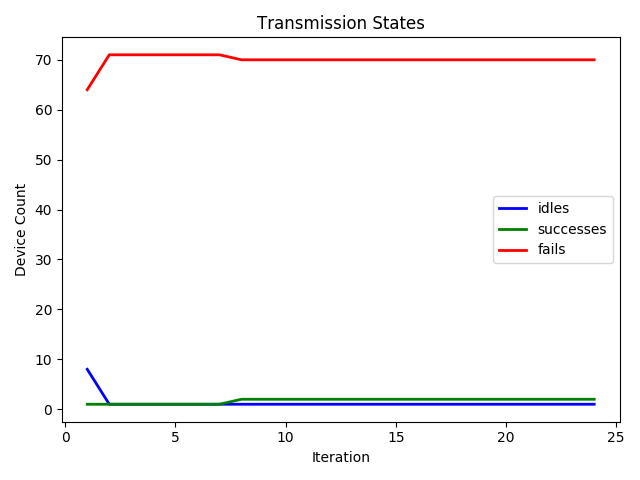 Transmission States
Device Count
70
60
50
40
30
20
10
0
idles
successes
fails
0 5 10 15 20 25
Iteration